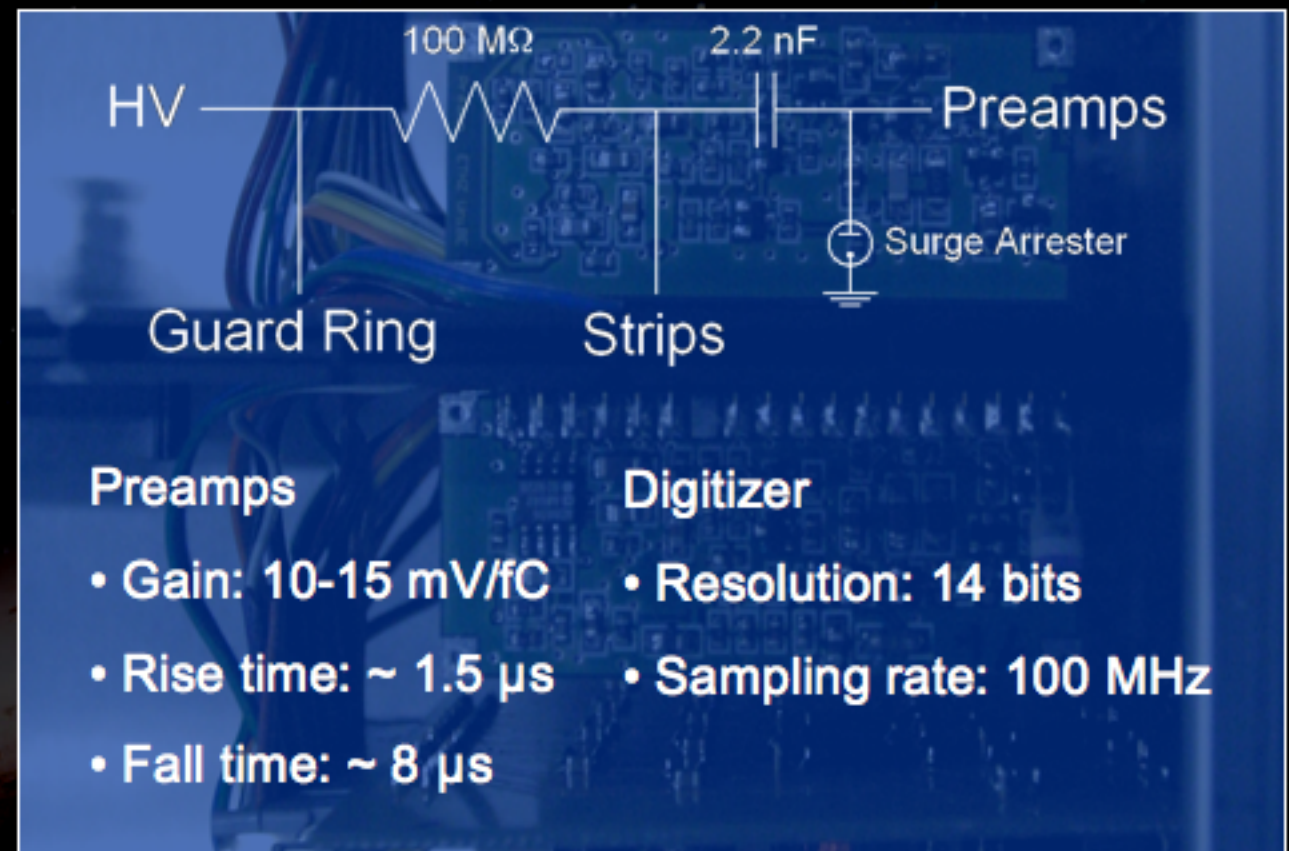 100 MΩ 2.2 nF
HV Preamps
Surge Arrester
Guard Ring Strips
Preamps
• Gain: 10-15 mV/fC
• Rise time: ~ 1.5 µs
• Fall time: ~ 8 µs
Digitizer
• Resolution: 14 bits
• Sampling rate: 100 MHz